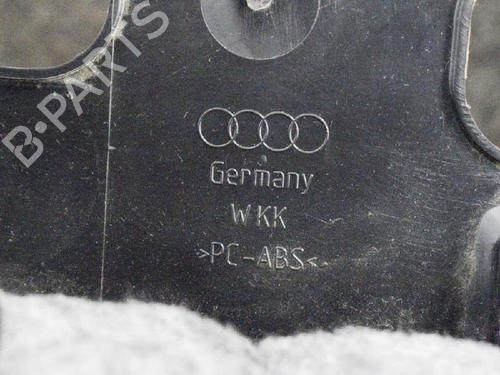 B-PARTS
Germany
WKK
>PC-ABS<